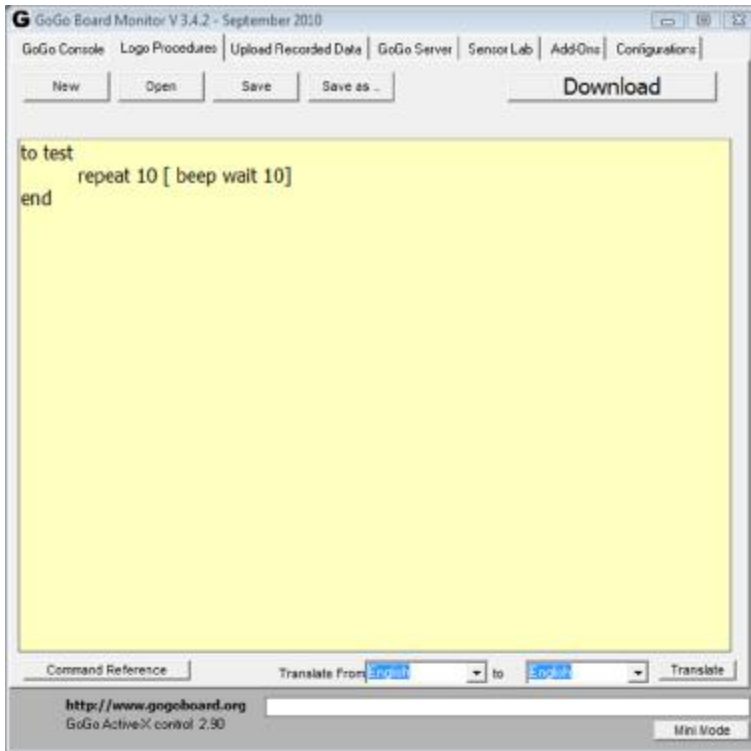 G GoGo Board Monitor V 3.4.2 - September 2010
GoGo Console Logo Procedures Upload Recorded Data GoGo Server Sensor Lab Add-Ons Configurations
New Open Save Save as .. Download
to test
repeat 10 [ beep wait 10]
end
Command Reference Translate From English to English Translate
http://www.gogoboard.org
GoGo ActiveX control 2.90
Mini Mode